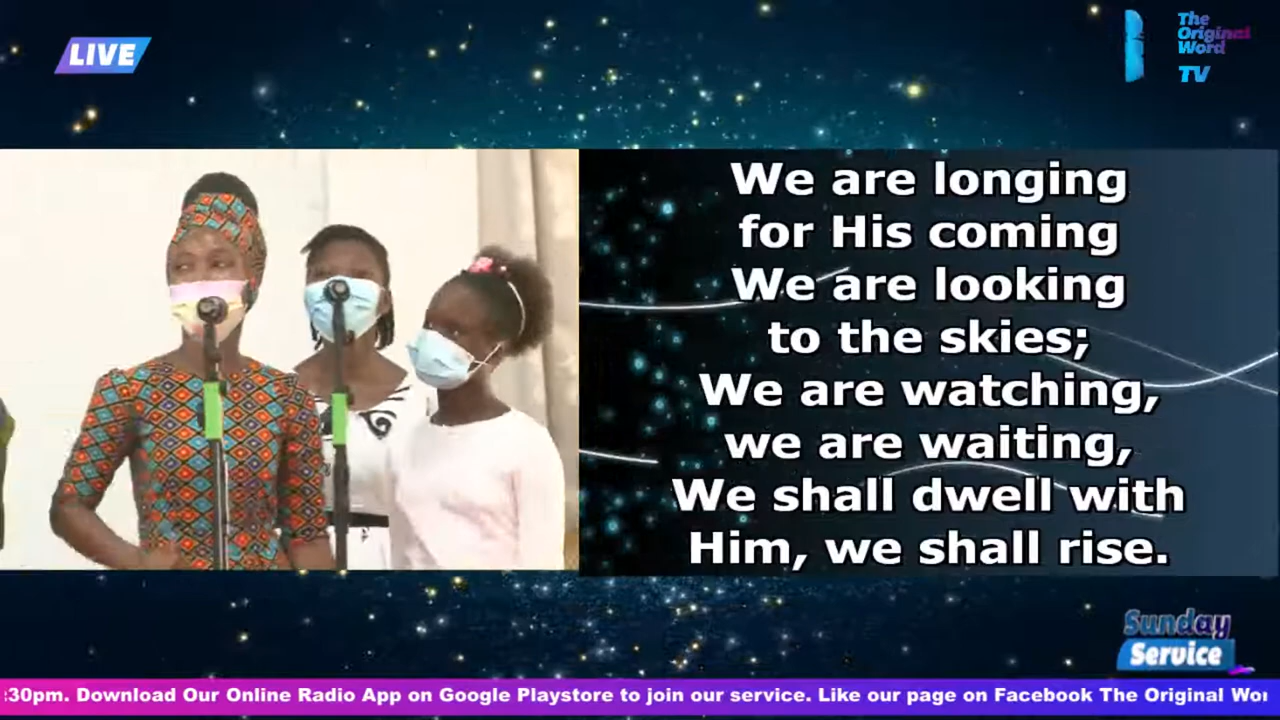 LIVE
The
Original
Word
TV
We are longing
for His coming
We are looking
to the skies;
We are watching,
we are waiting,
We shall dwell with
Him, we shall rise.
Sunday
Service
:30pm. Download Our Online Radio App on Google Playstore to join our service. Like our page on Facebook The Original Wor